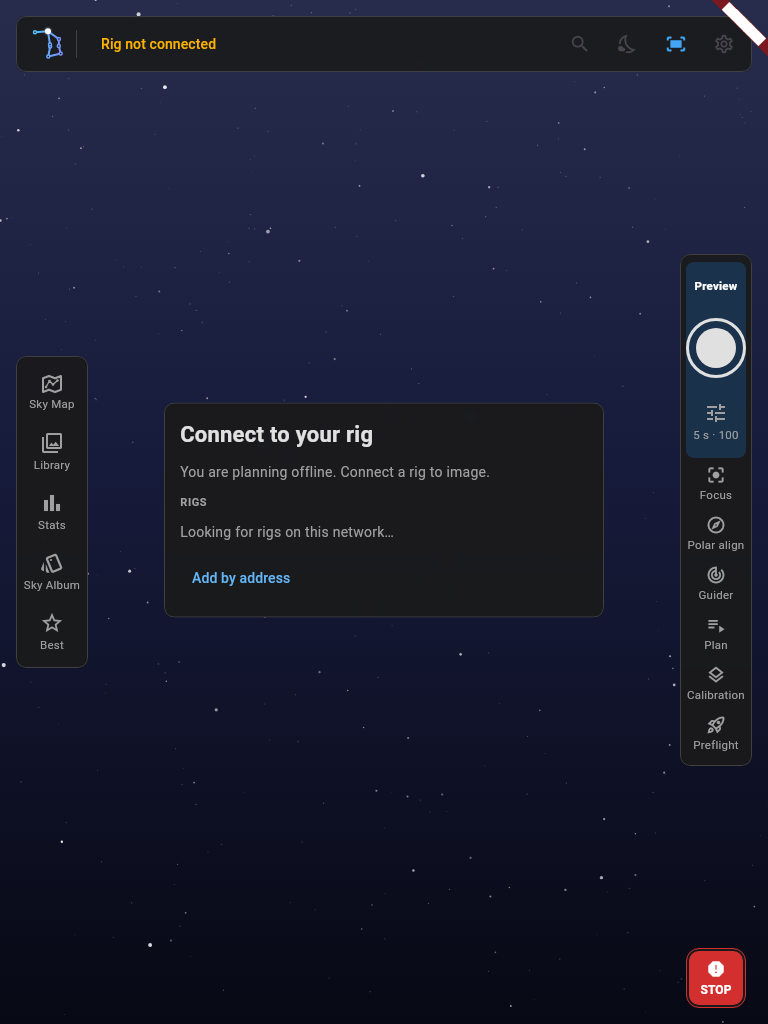 Rig not connected
Preview
5 s · 100
Focus
Polar align
Guider
Plan
Calibration
Preflight
Sky Map
Library
Stats
Sky Album
Best
Connect to your rig
You are planning offline. Connect a rig to image.
RIGS
Looking for rigs on this network…
Add by address
STOP